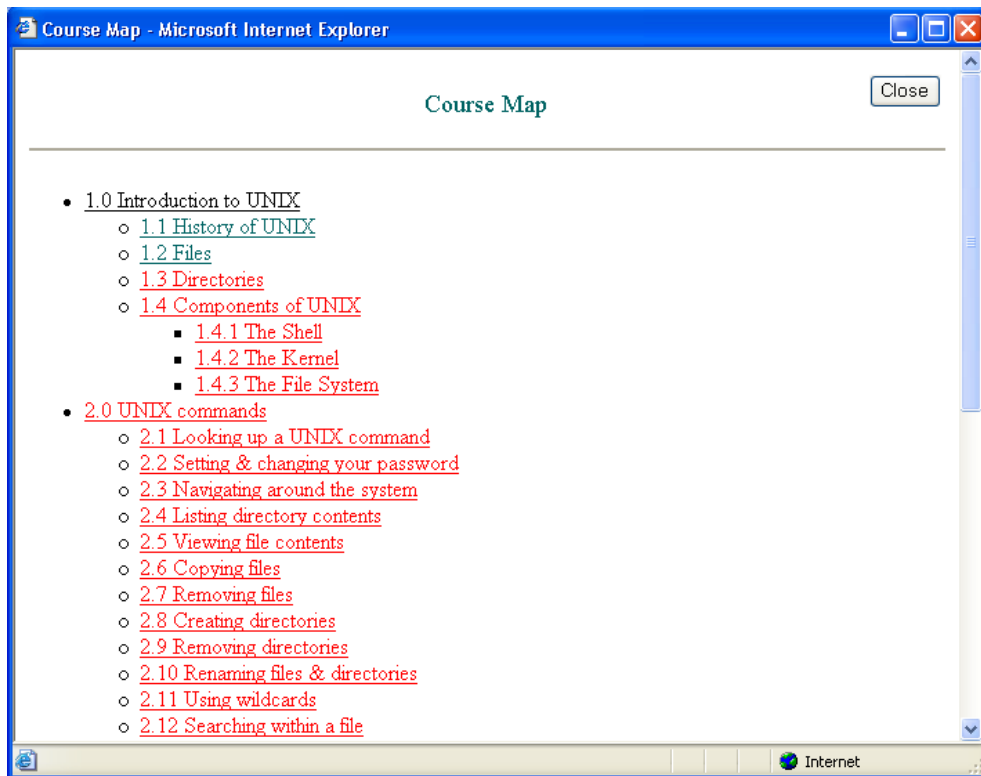 Course Map - Microsoft Internet Explorer
Close
Course Map
1.0 Introduction to UNIX
1.1 History of UNIX
1.2 Files
1.3 Directories
1.4 Components of UNIX
1.4.1 The Shell
1.4.2 The Kernel
1.4.3 The File System
2.0 UNIX commands
2.1 Looking up a UNIX command
2.2 Setting & changing your password
2.3 Navigating around the system
2.4 Listing directory contents
2.5 Viewing file contents
2.6 Copying files
2.7 Removing files
2.8 Creating directories
2.9 Removing directories
2.10 Renaming files & directories
2.11 Using wildcards
2.12 Searching within a file
Internet